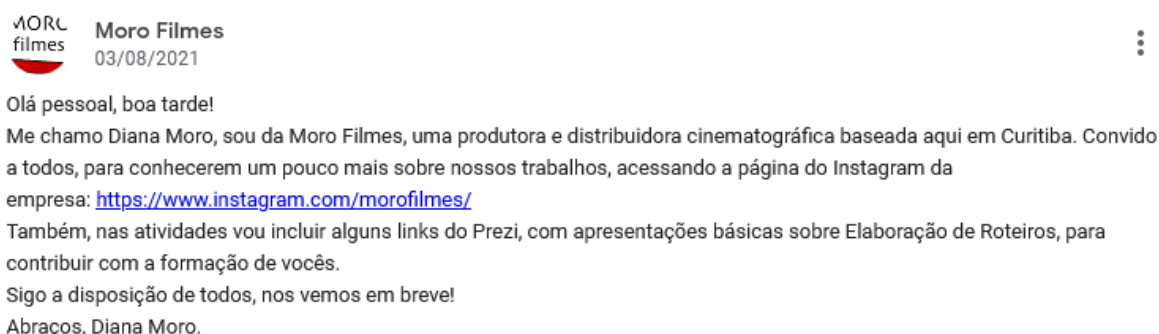 MORO
filmes
Moro Filmes
03/08/2021
Olá pessoal, boa tarde!
Me chamo Diana Moro, sou da Moro Filmes, uma produtora e distribuidora cinematográfica baseada aqui em Curitiba. Convido
a todos, para conhecerem um pouco mais sobre nossos trabalhos, acessando a página do Instagram da
empresa: https://www.instagram.com/morofilmes/
Também, nas atividades vou incluir alguns links do Prezi, com apresentações básicas sobre Elaboração de Roteiros, para
contribuir com a formação de vocês.
Sigo a disposição de todos, nos vemos em breve!
Abraços, Diana Moro.